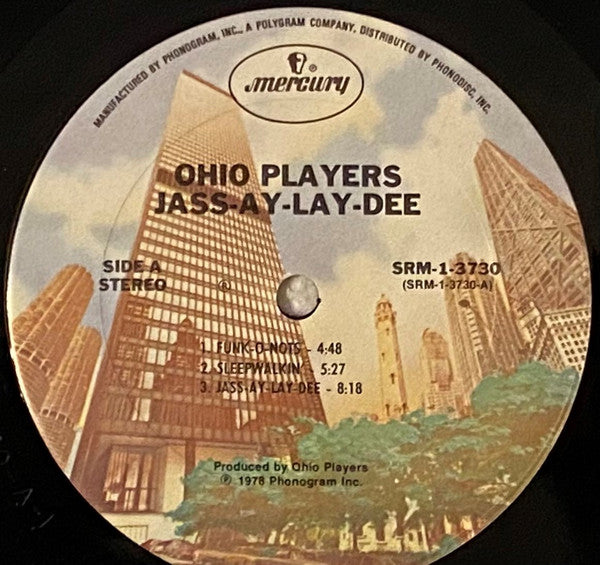 MANUFACTURED BY PHONOGRAM, INC., A POLYGRAM COMPANY, DISTRIBUTED BY PHONODISC, INC.
®
mercury
OHIO PLAYERS
JASS-AY-LAY-DEE
SIDE A
STEREO
℗
SRM-1-3730
(SRM-1-3730-A)
1. FUNK-O-NOTS - 4:48
2. SLEEPWALKIN' - 5:27
3. JASS-AY-LAY-DEE - 8:18
Produced by Ohio Players
℗ 1978 Phonogram Inc.